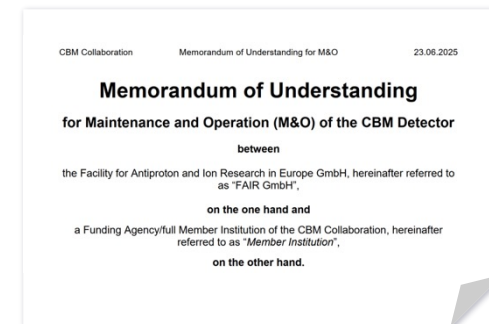 CBM Collaboration Memorandum of Understanding for M&O 23.06.2025
Memorandum of Understanding
for Maintenance and Operation (M&O) of the CBM Detector
between
the Facility for Antiproton and Ion Research in Europe GmbH, hereinafter referred to
as “FAIR GmbH”,
on the one hand and
a Funding Agency/full Member Institution of the CBM Collaboration, hereinafter
referred to as “Member Institution”,
on the other hand.